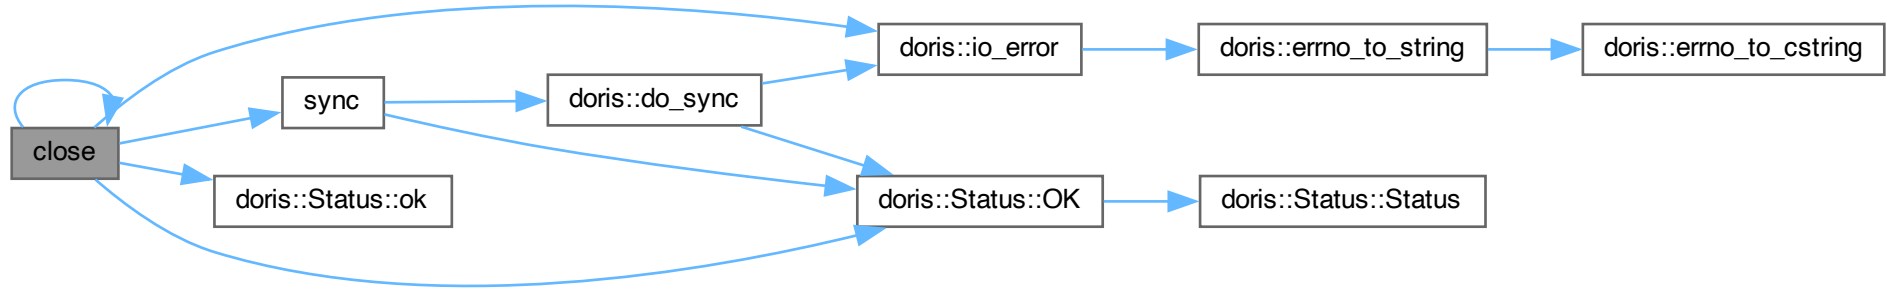 close
sync
doris::Status::ok
doris::do_sync
doris::io_error
doris::Status::OK
doris::errno_to_string
doris::Status::Status
doris::errno_to_cstring